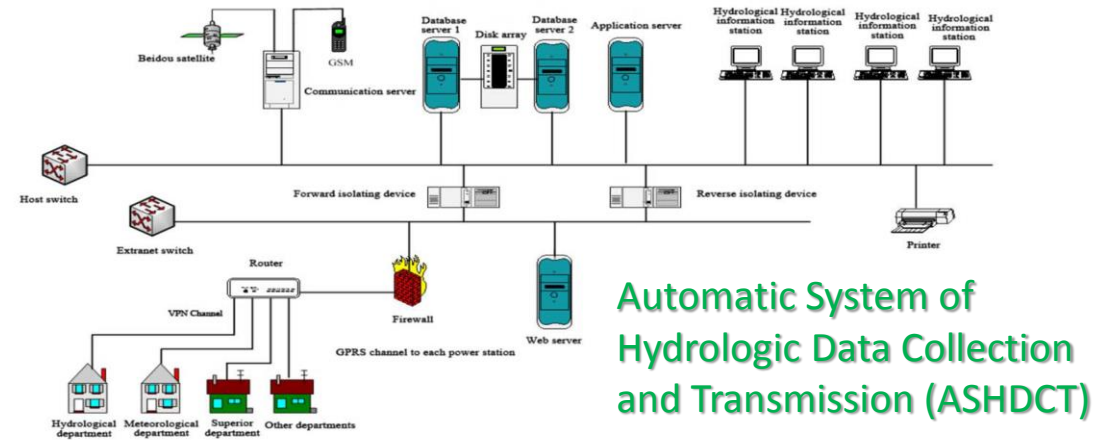 Beidou satellite
GSM
Communication server
Database
server 1
Disk array
Database
server 2
Application server
Hydrological
information
station
Hydrological
information
station
Hydrological
information
station
Hydrological
information
station
Host switch
Forward isolating device
Reverse isolating device
Printer
Extranet switch
Router
VPN Channel
Firewall
GPRS channel to each power station
Web server
Hydrological
department
Meteorological
department
Superior
department
Other departments
Automatic System of
Hydrologic Data Collection
and Transmission (ASHDCT)